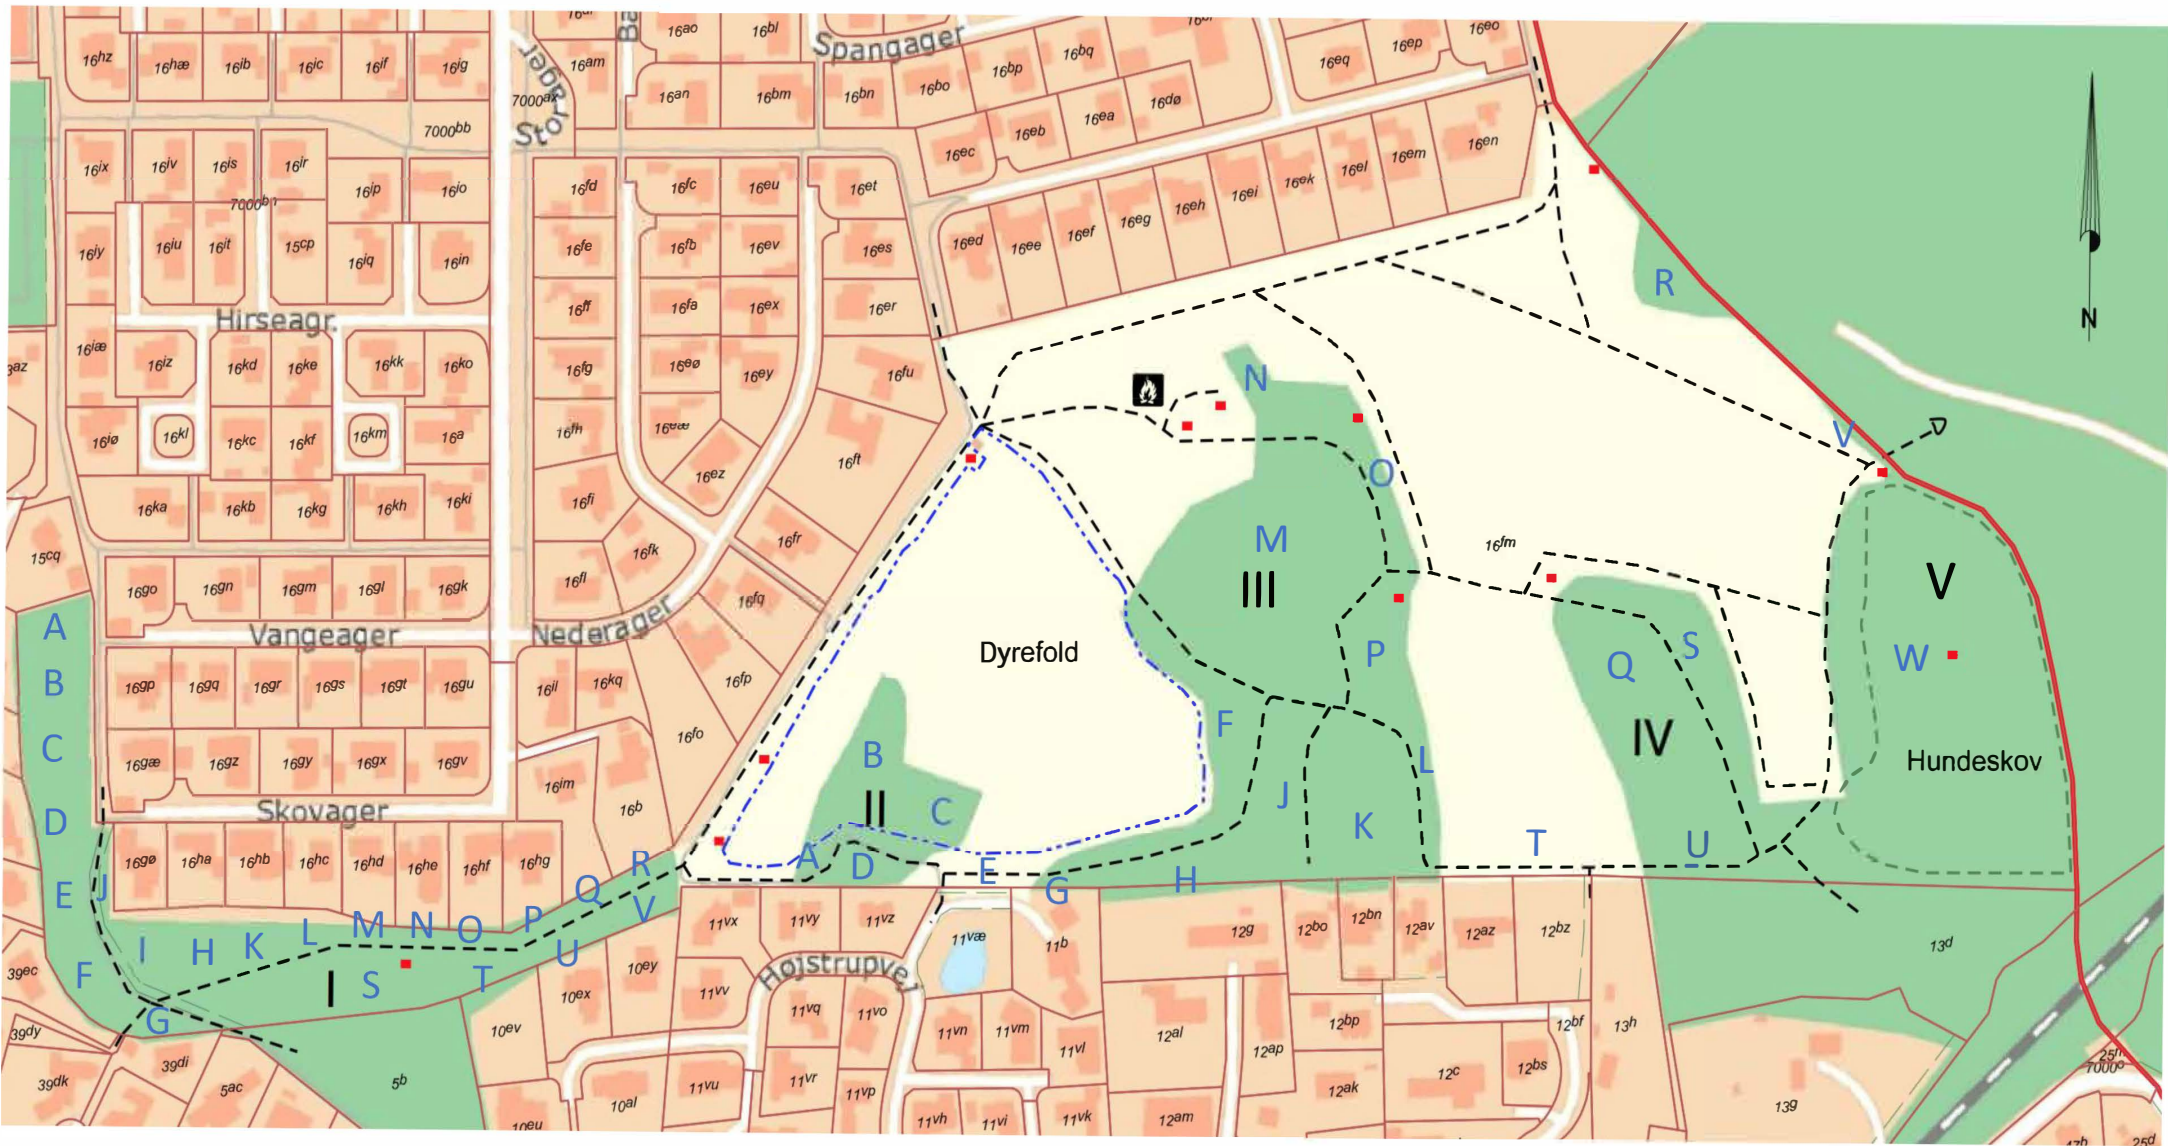 16hz 16hæ 16ib 16ic 16if 16ig
Storager
7000ax
16am
16ao 16bl
16an 16bm
Spangager
16bn 16bo 16bp 16bq
16eq 16ep 16eo
7000bb
16ec 16eb 16ea 16dø
16ix 16iv 16is 16ir 16ip 16io
16fd 16fc 16eu 16et
16ed 16ee 16ef 16eg 16eh 16ei 16ek 16el 16em 16en
16iy 16iu 16it 15cp 16iq 16in
16fe 16fb 16ev 16es
R
N
Hirseagr.
16ff 16fa 16ex 16er
3az 16iæ 16iz 16kd 16ke 16kk 16ko
16fg 16eø 16ey 16fu
N
16iø 16kl 16kc 16kf 16km 16a
16fh 16ez 16ft
V
O
15cq 16ka 16kb 16kg 16kh 16ki
16fi 16fk 16fr
M
III
16fm
V
16go 16gn 16gm 16gl 16gk
16fl 16fq
A
Vangeager
Nederager
Dyrefold
P
Q
S
W
B
16gp 16gq 16gr 16gs 16gt 16gu
16il 16kq 16fp
16fo
F
IV
C
16gæ 16gz 16gy 16gx 16gv
16im 16b
B
II
C
L
J
K
Hundeskov
Skovager
D
16gø 16ha 16hb 16hc 16hd 16he 16hf 16hg
R
A
D
E
T
U
E J
Q
V
G
H
P
M N O
L
I H K
U
11vx 11vy 11vz
11væ
11b
12g 12bo 12bn 12av 12az 12bz
13d
39ec
F
I
S
T
10ey
10ex
11vv
Højstrupvej
G
39dy
10ev
11vq 11vo 11vn 11vm 11vl
12al 12ap 12bp 12bf 13h
39dk 39di 5ac 5b
10al
11vu 11vr 11vp
12ak 12c 12bs
13g
7000o
10eu
11vh 11vi 11vk 12am
25d